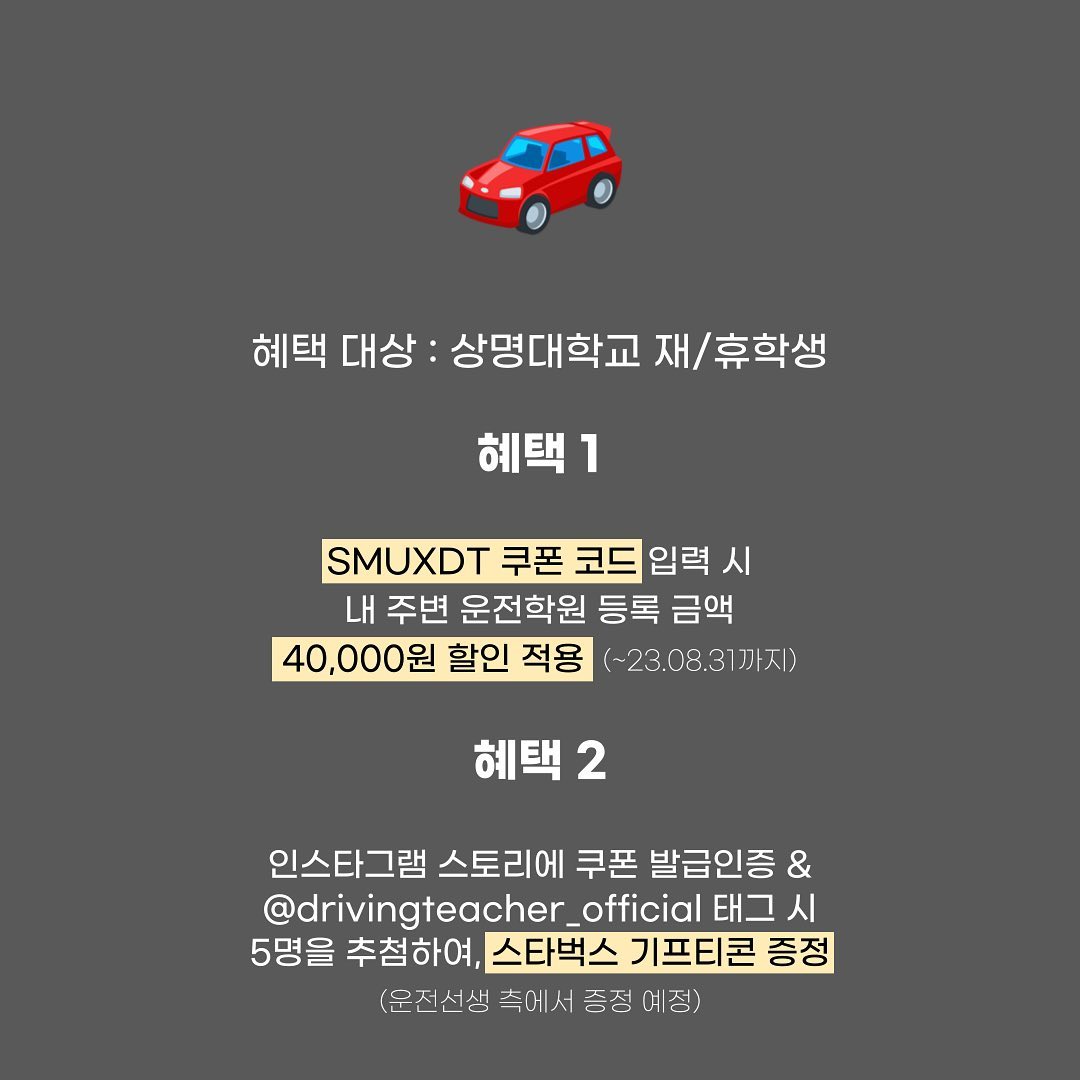 혜택 대상 : 상명대학교 재/휴학생
혜택 1
SMUXDT 쿠폰 코드 입력 시
내 주변 운전학원 등록 금액
40,000원 할인 적용 (~23.08.31까지)
혜택 2
인스타그램 스토리에 쿠폰 발급인증 &
@drivingteacher_official 태그 시
5명을 추첨하여, 스타벅스 기프티콘 증정
(운전선생 측에서 증정 예정)